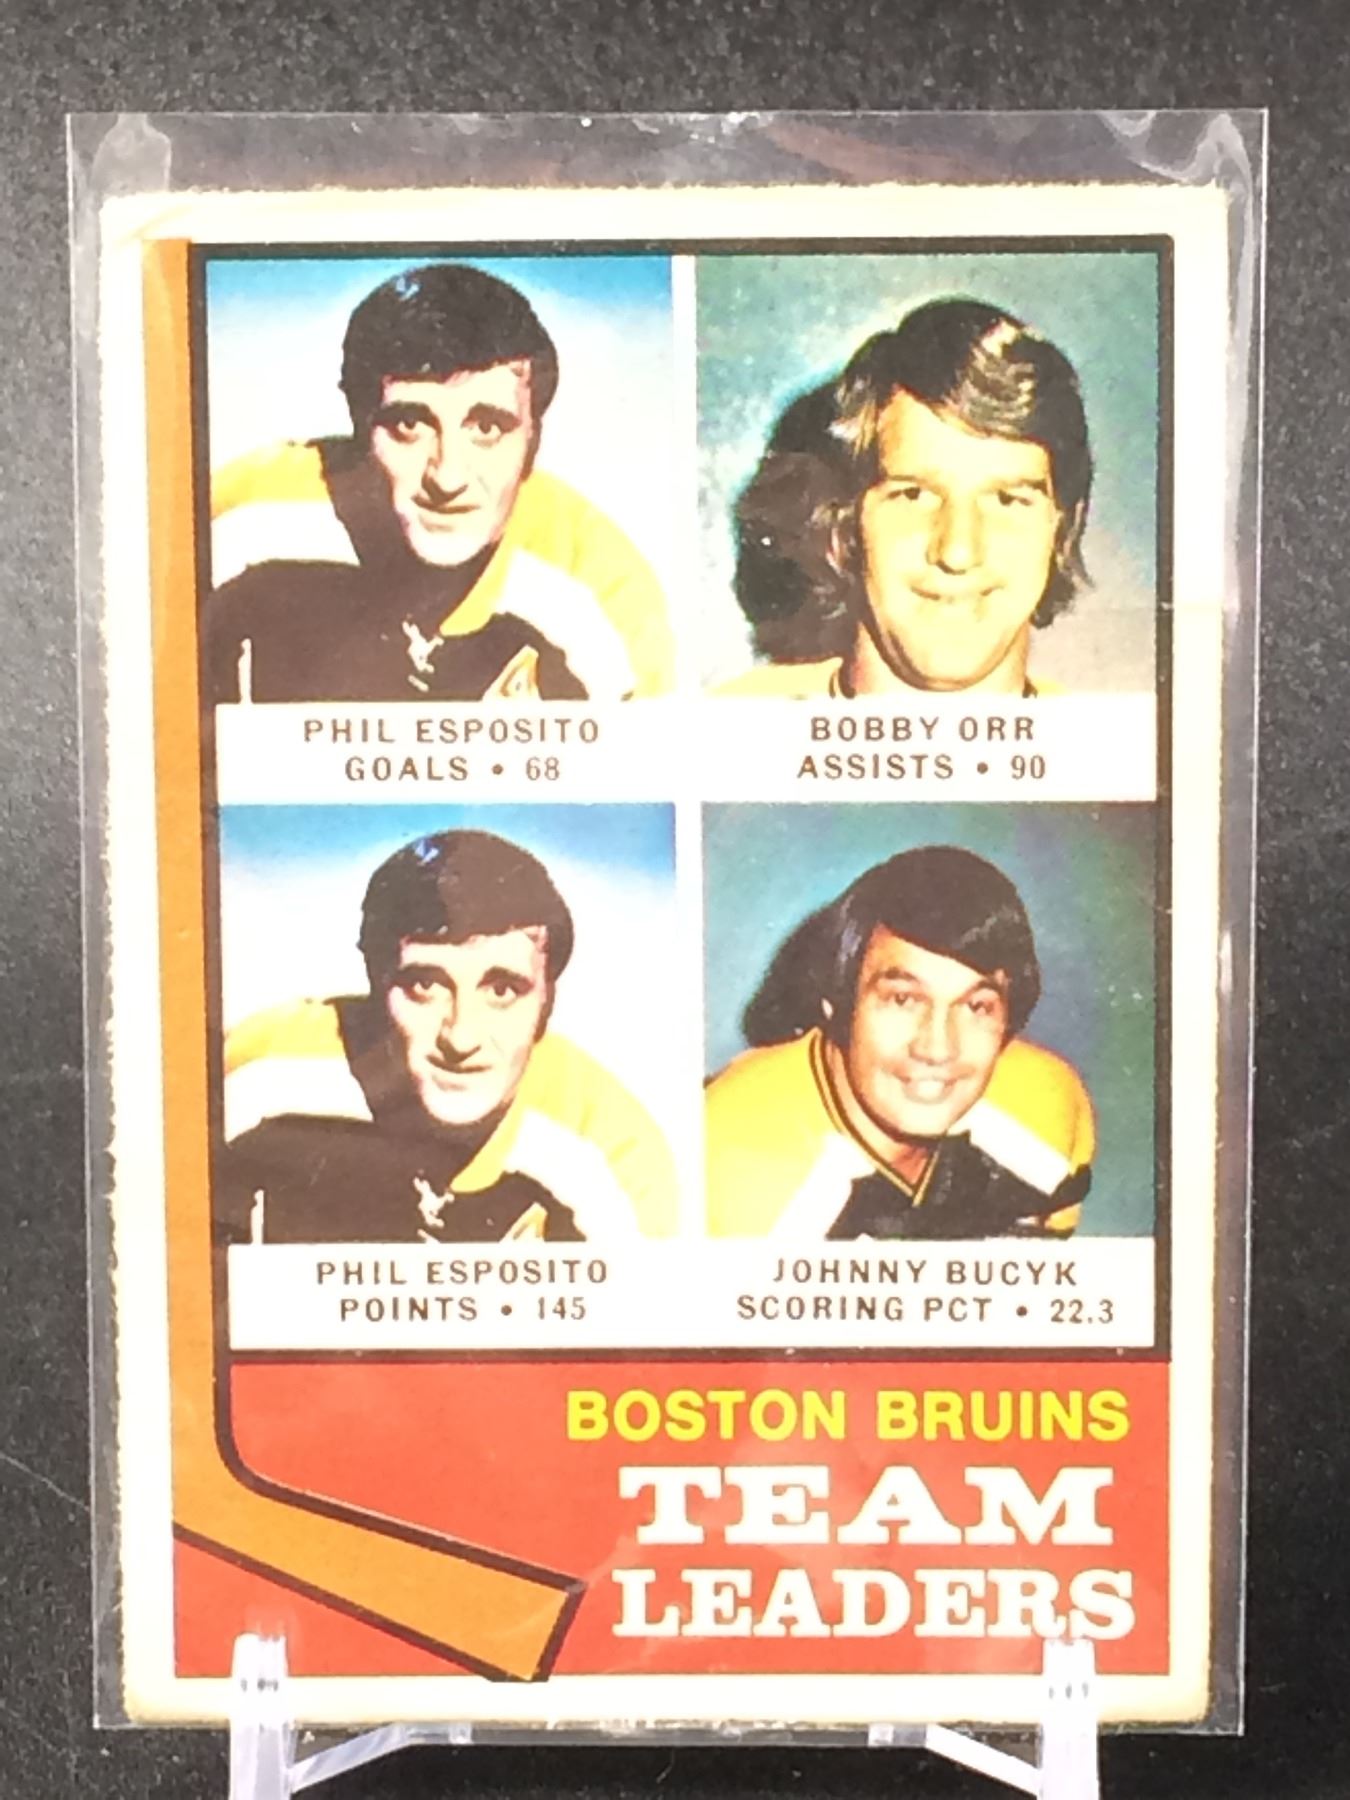 PHIL ESPOSITO
GOALS • 68
BOBBY ORR
ASSISTS • 90
PHIL ESPOSITO
POINTS • 145
JOHNNY BUCYK
SCORING PCT • 22.3
BOSTON BRUINS
TEAM
LEADERS